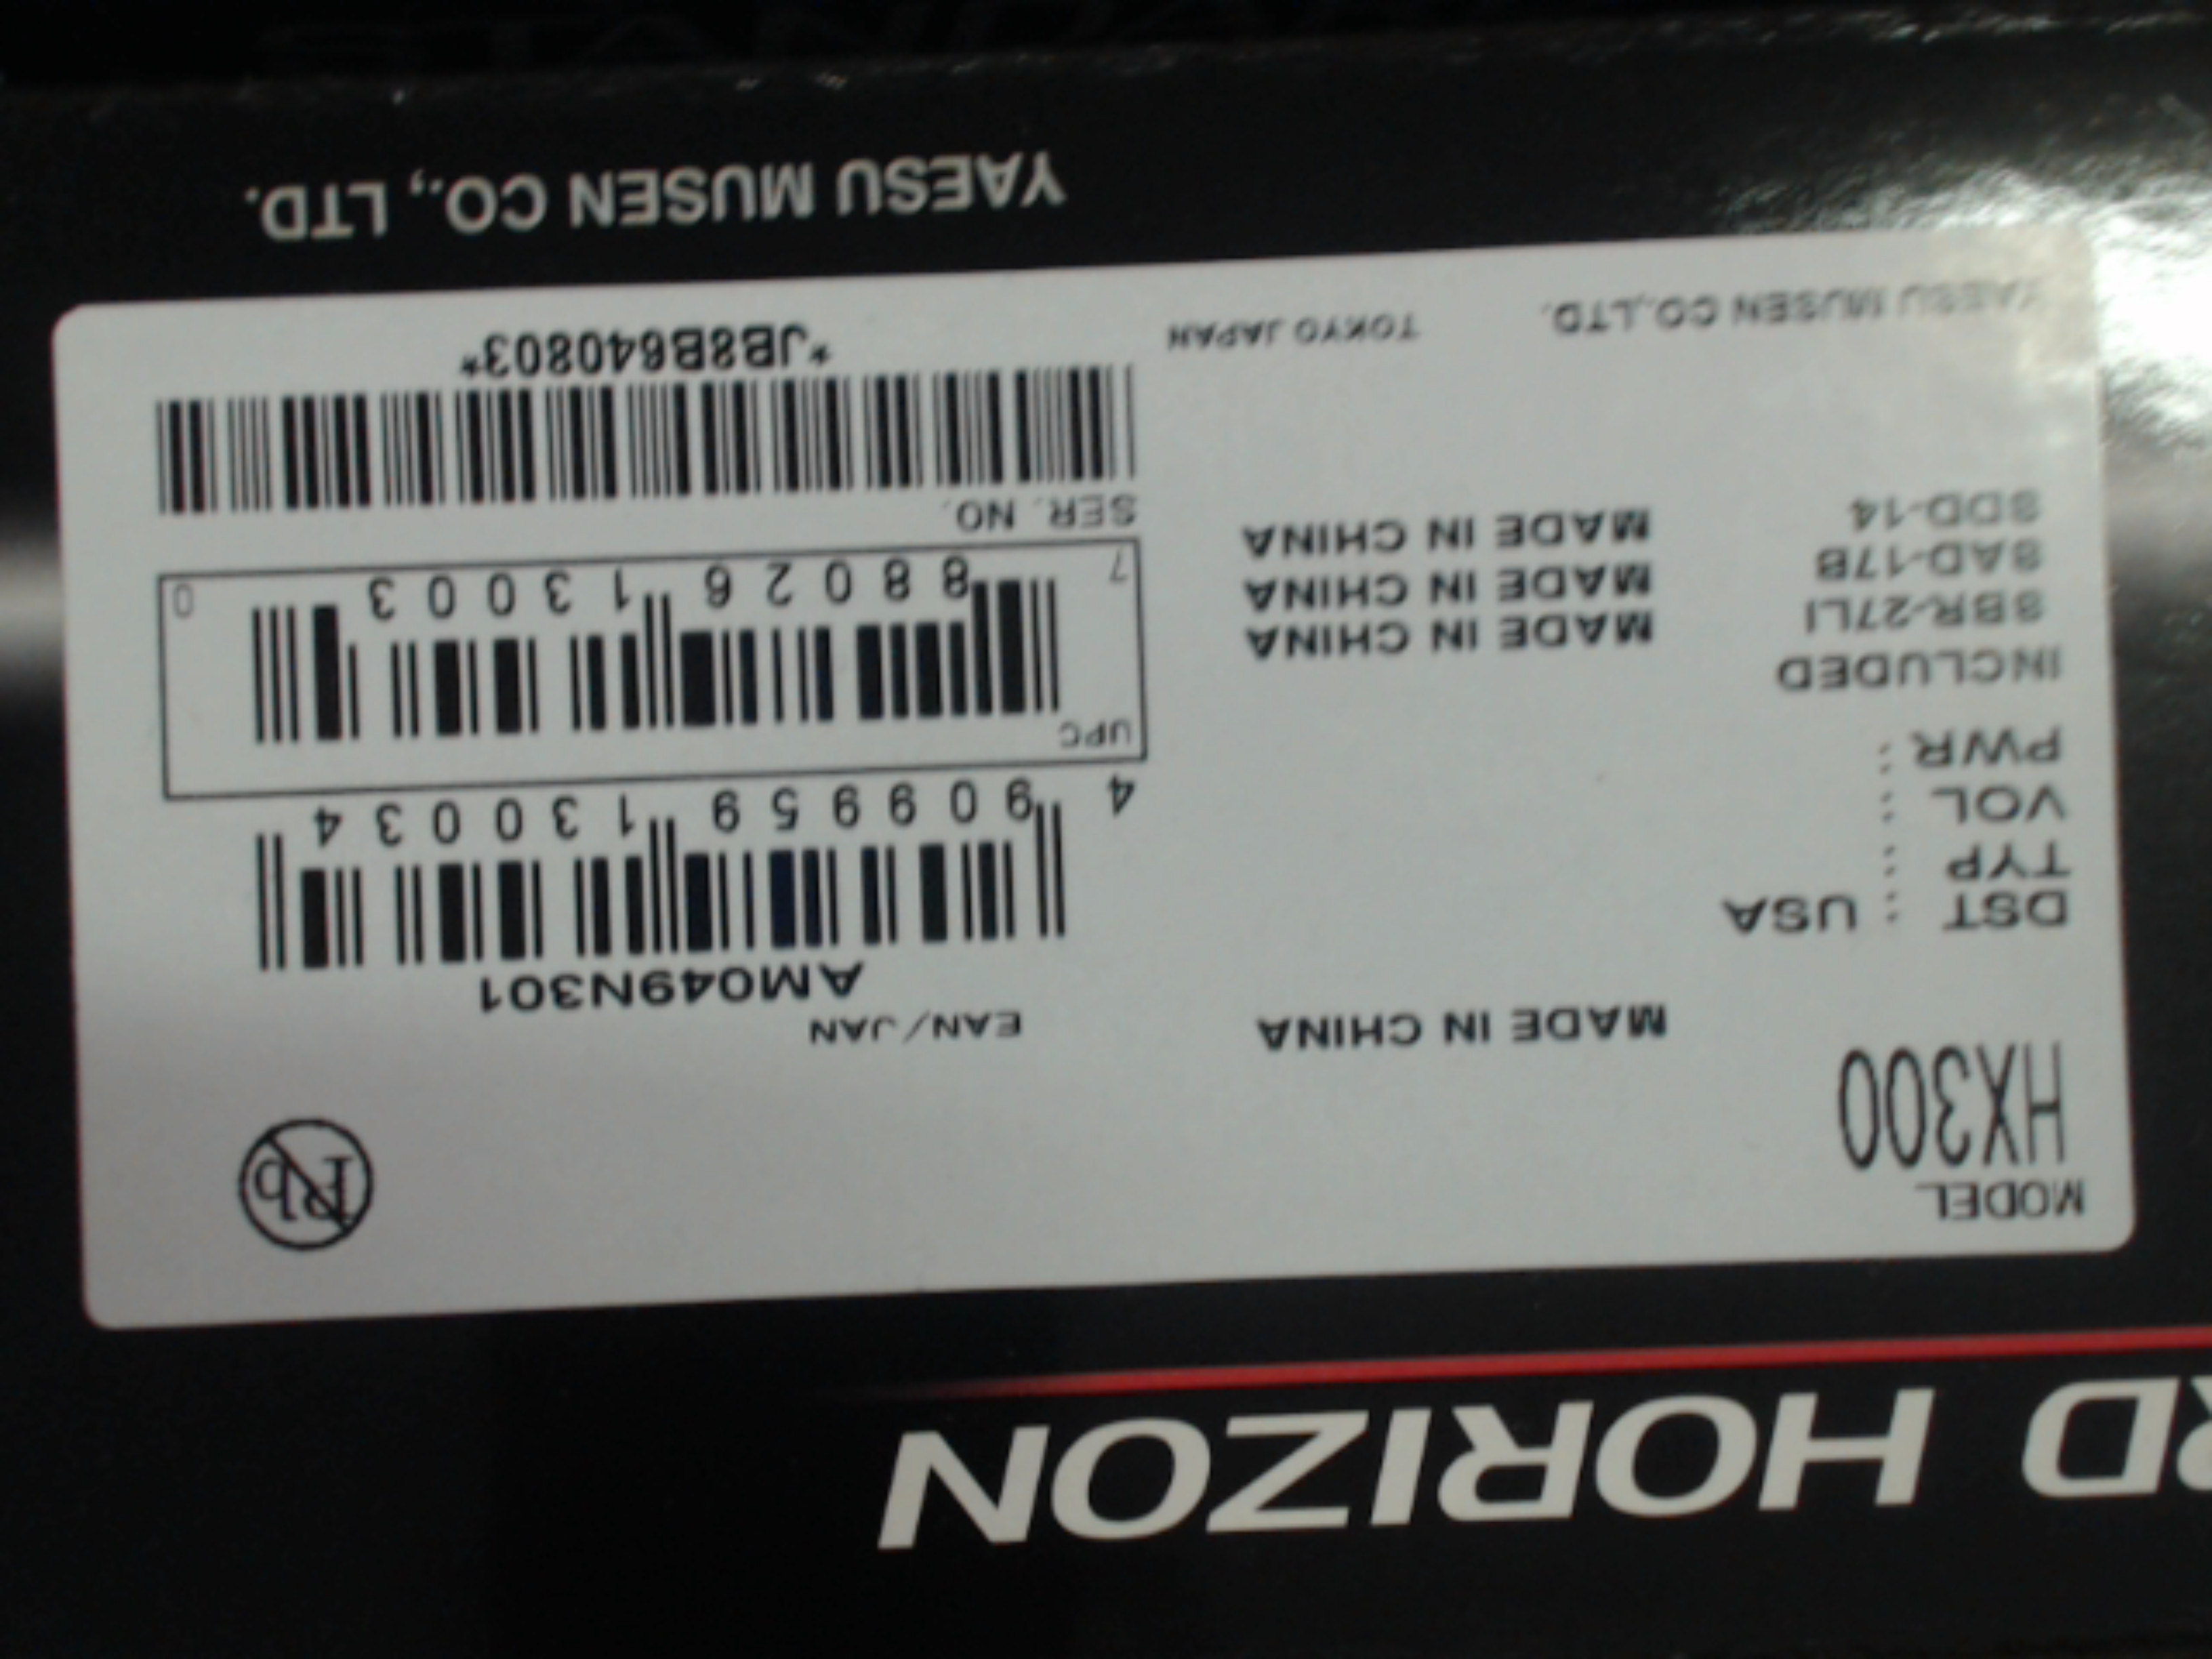 RD HORIZON
MODEL
HX300
MADE IN CHINA
EAN/JAN
AM049N301
DST : USA
TYP :
VOL :
PWR :
4 909959 130034
INCLUDED
SBR-27LI MADE IN CHINA
SAD-17B MADE IN CHINA
SDD-14 MADE IN CHINA
UPC
7 88026 13003 0
SER. NO.
*JB8B640803*
YAESU MUSEN CO.,LTD. TOKYO JAPAN
YAESU MUSEN CO., LTD.